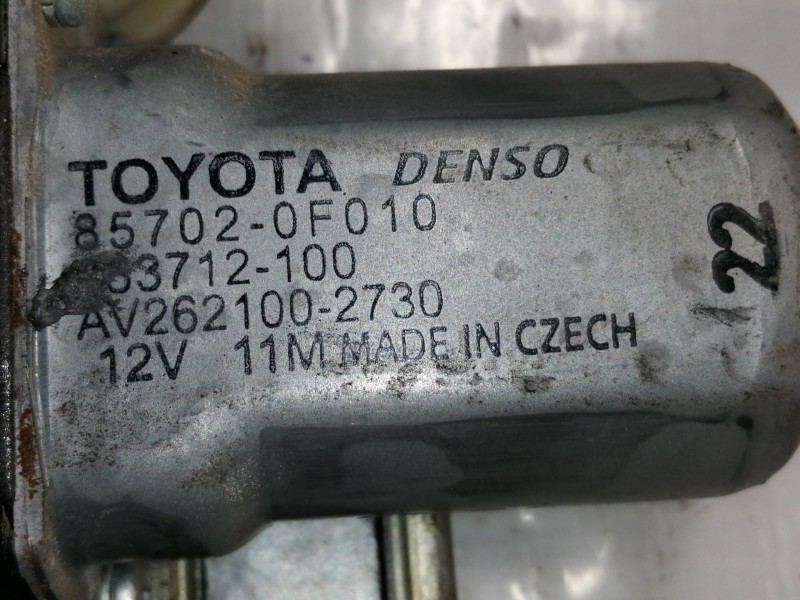 TOYOTA DENSO
85702-0F010
63712-100
AV262100-2730
12V 11M MADE IN CZECH
22